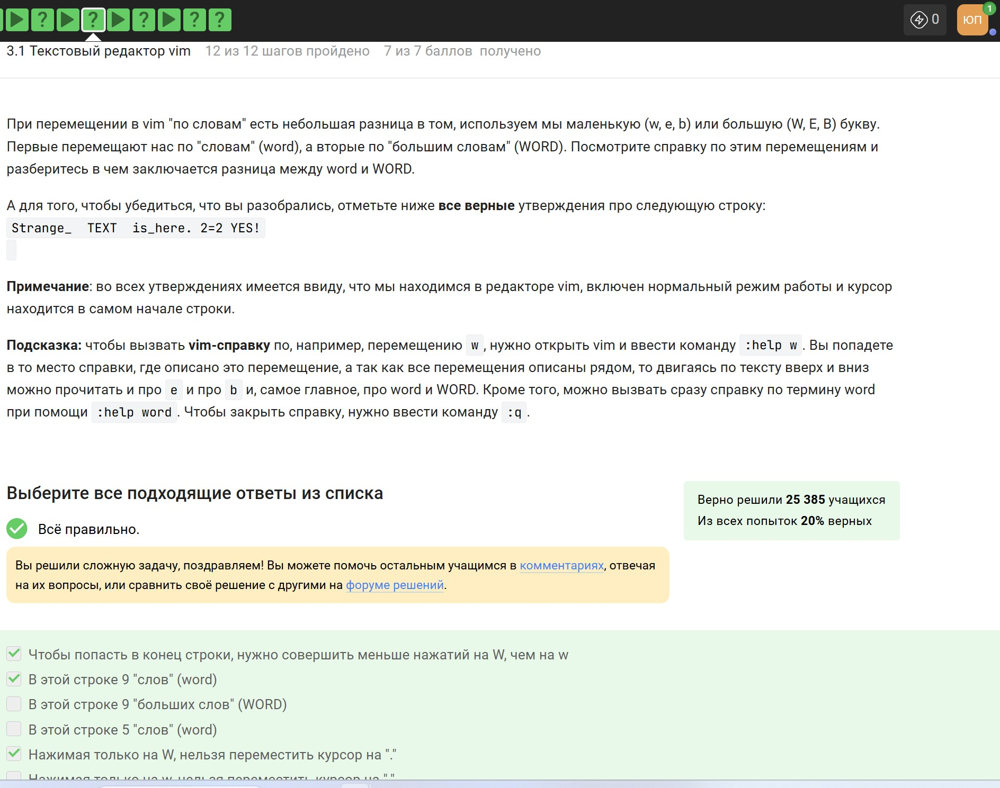 ? ? ? ?
?
0
ЮП
1
3.1 Текстовый редактор vim 12 из 12 шагов пройдено 7 из 7 баллов получено
При перемещении в vim "по словам" есть небольшая разница в том, используем мы маленькую (w, e, b) или большую (W, E, B) букву.
Первые перемещают нас по "словам" (word), а вторые по "большим словам" (WORD). Посмотрите справку по этим перемещениям и
разберитесь в чем заключается разница между word и WORD.
А для того, чтобы убедиться, что вы разобрались, отметьте ниже все верные утверждения про следующую строку:
Strange_  TEXT  is_here. 2=2 YES!
Примечание: во всех утверждениях имеется ввиду, что мы находимся в редакторе vim, включен нормальный режим работы и курсор
находится в самом начале строки.
Подсказка: чтобы вызвать vim-справку по, например, перемещению w , нужно открыть vim и ввести команду :help w . Вы попадете
в то место справки, где описано это перемещение, а так как все перемещения описаны рядом, то двигаясь по тексту вверх и вниз
можно прочитать и про e и про b и, самое главное, про word и WORD. Кроме того, можно вызвать сразу справку по термину word
при помощи :help word . Чтобы закрыть справку, нужно ввести команду :q .
Выберите все подходящие ответы из списка
Верно решили 25 385 учащихся
Из всех попыток 20% верных
Всё правильно.
Вы решили сложную задачу, поздравляем! Вы можете помочь остальным учащимся в комментариях, отвечая
на их вопросы, или сравнить своё решение с другими на форуме решений.
Чтобы попасть в конец строки, нужно совершить меньше нажатий на W, чем на w
В этой строке 9 "слов" (word)
В этой строке 9 "больших слов" (WORD)
В этой строке 5 "слов" (word)
Нажимая только на W, нельзя переместить курсор на "."
Нажимая только на w, нельзя переместить курсор на "."